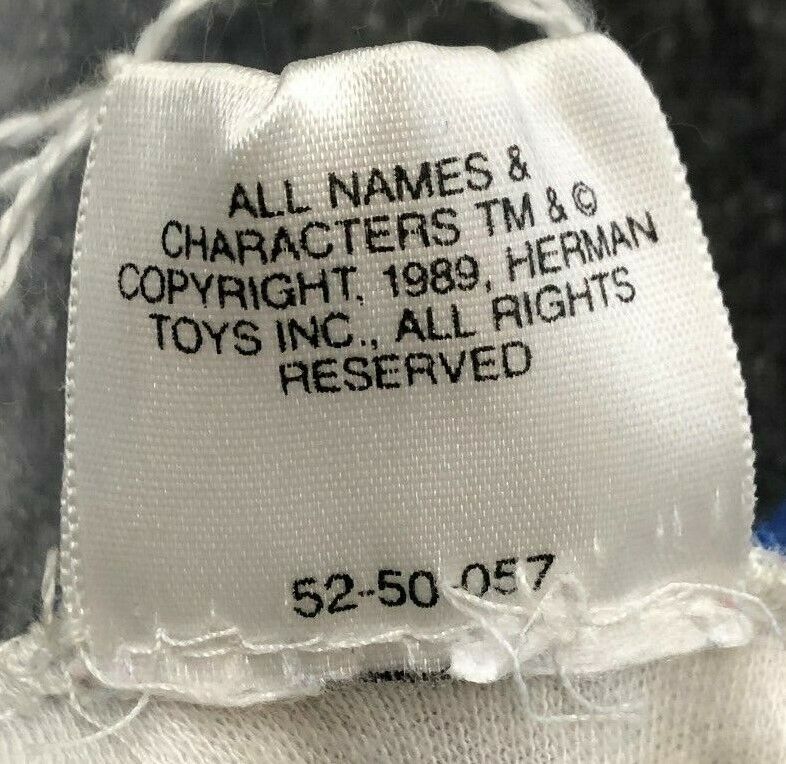 ALL NAMES &
CHARACTERS TM & ©
COPYRIGHT, 1989, HERMAN
TOYS INC., ALL RIGHTS
RESERVED
52-50-057